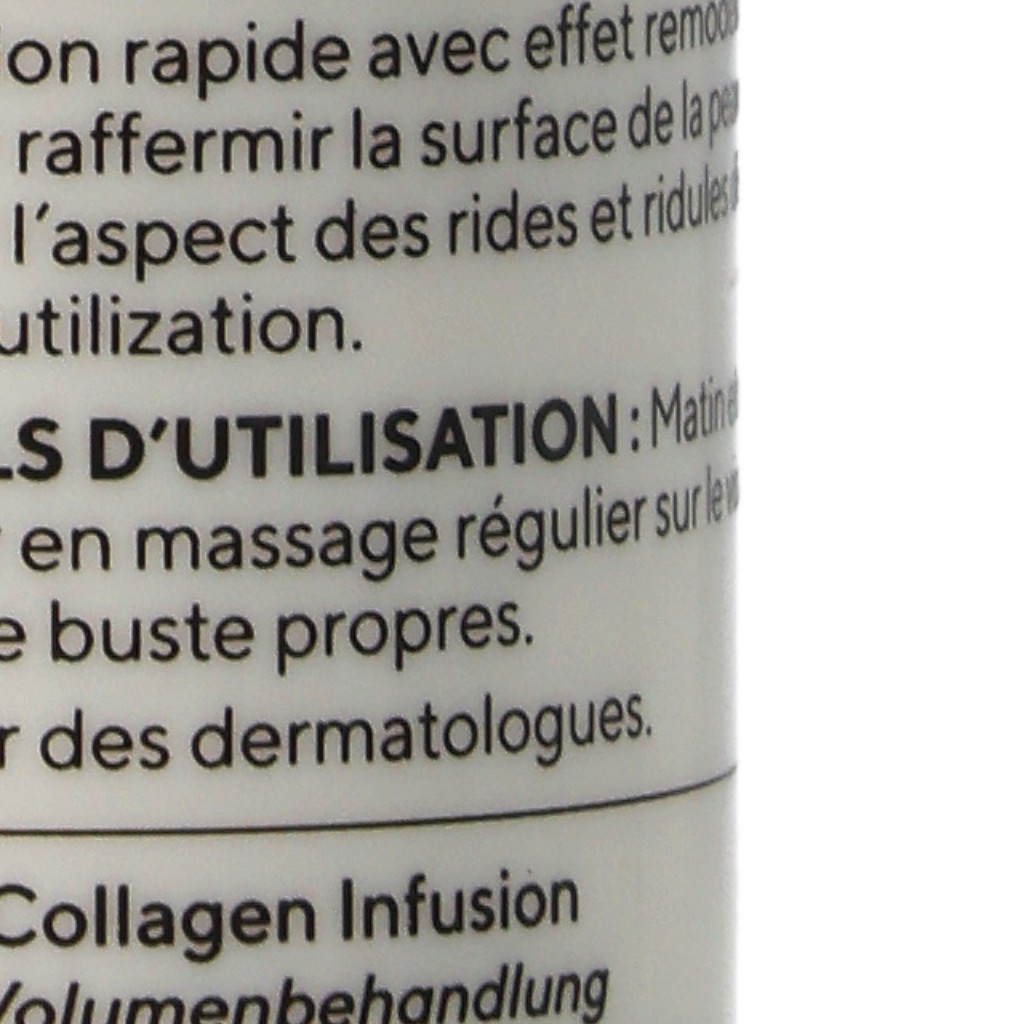 on rapide avec effet
raffermir la surface de la
l'aspect des rides et ridules
utilization.
D'UTILISATION : Matin
en massage régulier sur le
buste propres.
des dermatologues.
Collagen Infusion
Volumenbehandlung